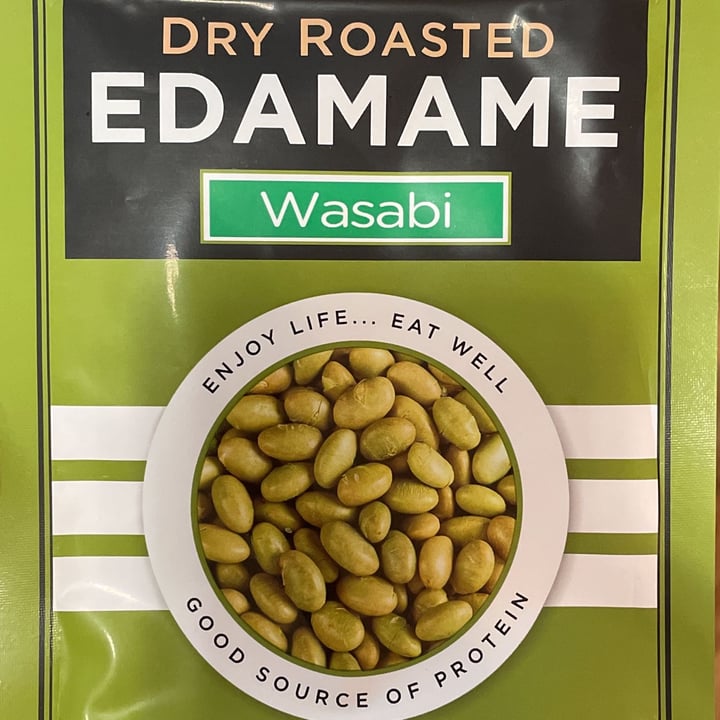 DRY ROASTED
EDAMAME
Wasabi
ENJOY LIFE... EAT WELL
GOOD SOURCE OF PROTEIN